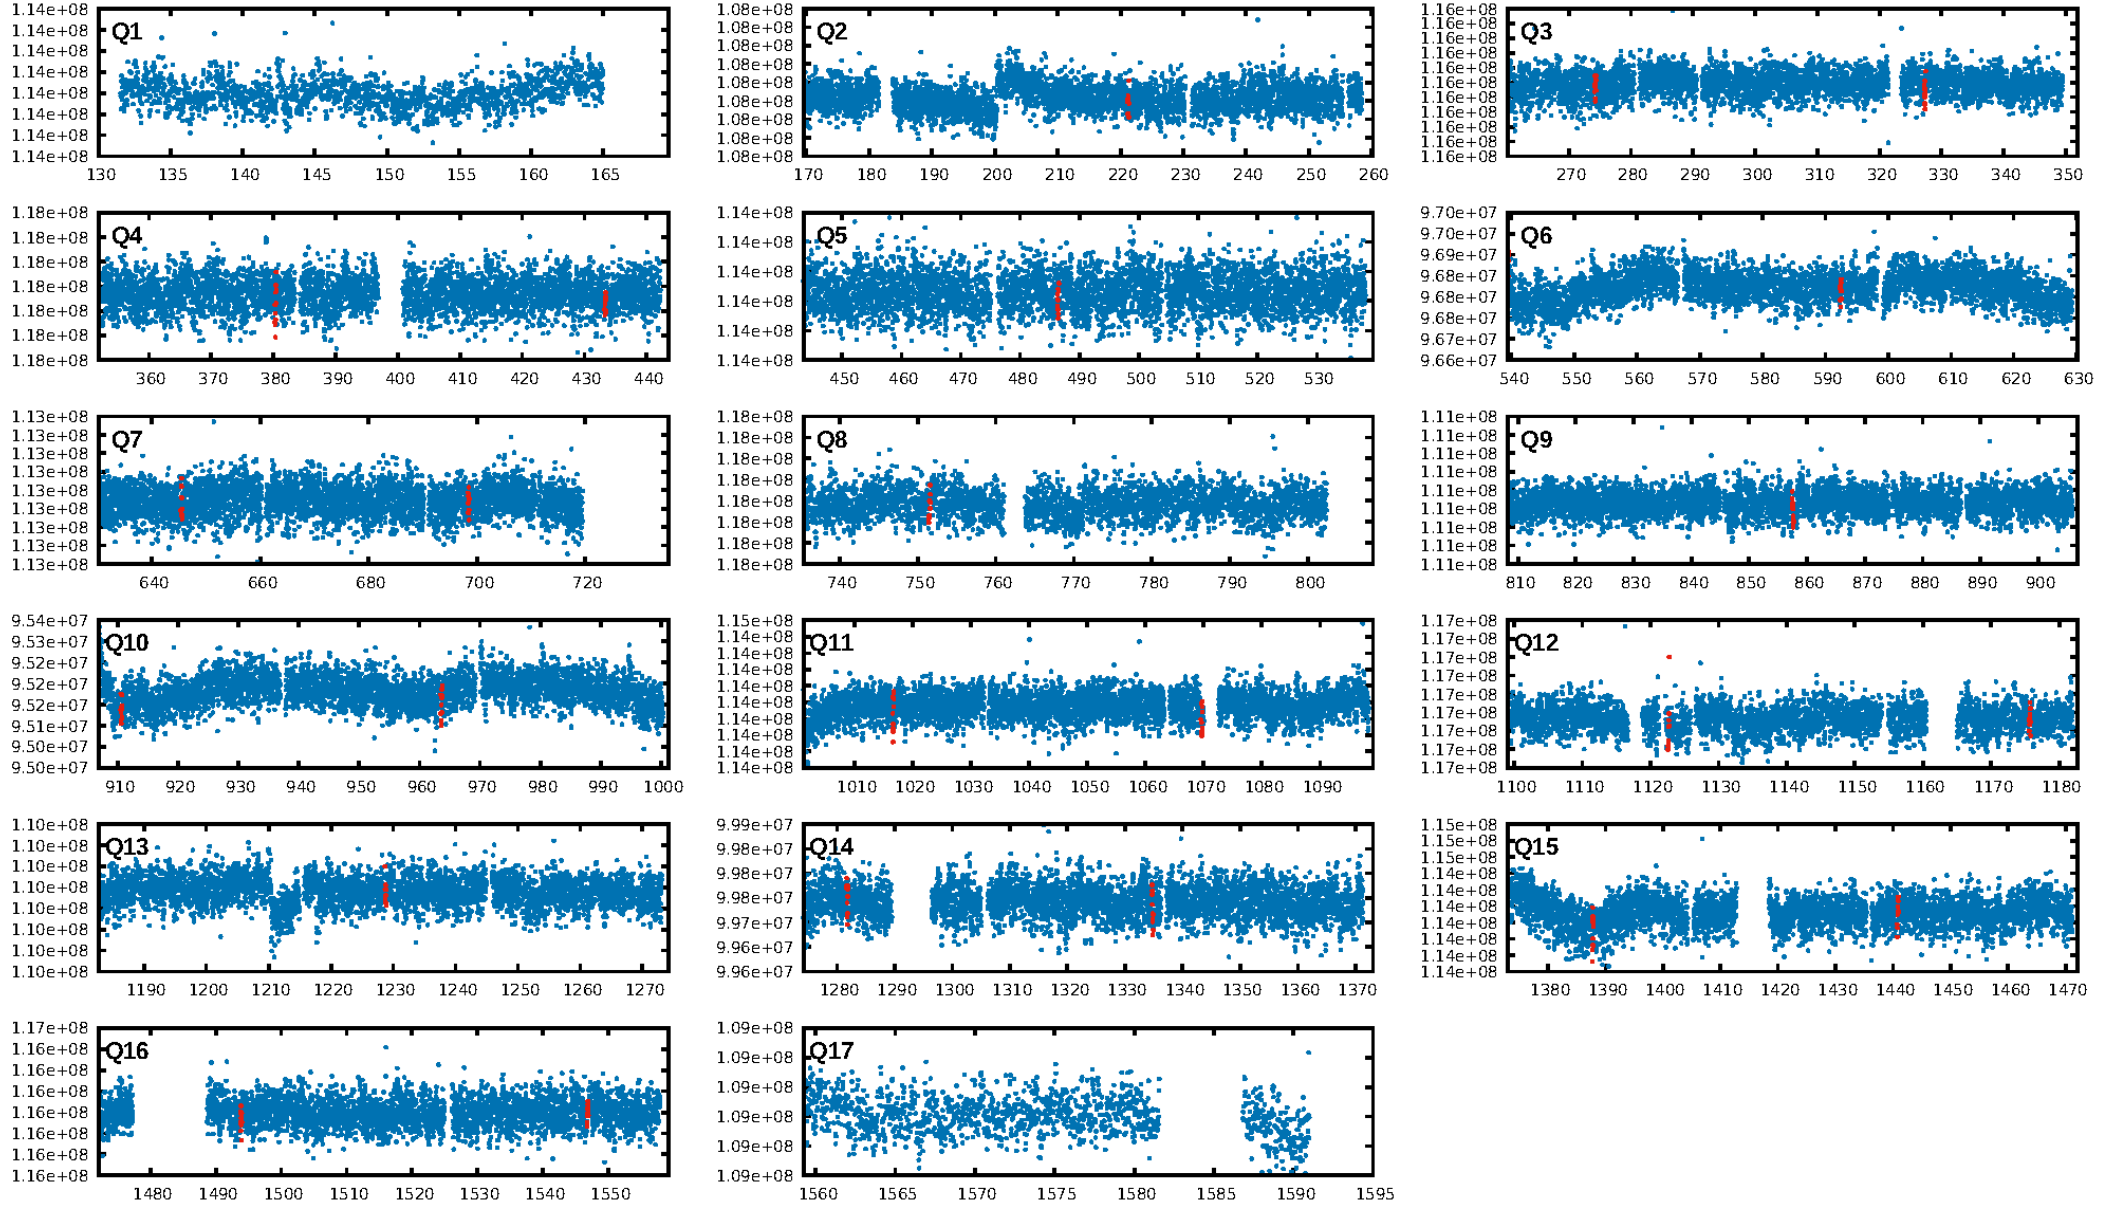 Q1
1.14e+08
1.14e+08
1.14e+08
1.14e+08
1.14e+08
1.14e+08
1.14e+08
1.14e+08
130 135 140 145 150 155 160 165
Q2
1.08e+08
1.08e+08
1.08e+08
1.08e+08
1.08e+08
1.08e+08
1.08e+08
1.08e+08
1.08e+08
170 180 190 200 210 220 230 240 250 260
Q3
1.16e+08
1.16e+08
1.16e+08
1.16e+08
1.16e+08
1.16e+08
1.16e+08
1.16e+08
1.16e+08
1.16e+08
1.16e+08
270 280 290 300 310 320 330 340 350
Q4
1.18e+08
1.18e+08
1.18e+08
1.18e+08
1.18e+08
1.18e+08
1.18e+08
360 370 380 390 400 410 420 430 440
Q5
1.14e+08
1.14e+08
1.14e+08
1.14e+08
1.14e+08
1.14e+08
450 460 470 480 490 500 510 520 530
Q6
9.70e+07
9.70e+07
9.69e+07
9.68e+07
9.68e+07
9.68e+07
9.67e+07
9.66e+07
540 550 560 570 580 590 600 610 620 630
Q7
1.13e+08
1.13e+08
1.13e+08
1.13e+08
1.13e+08
1.13e+08
1.13e+08
1.13e+08
1.13e+08
640 660 680 700 720
Q8
1.18e+08
1.18e+08
1.18e+08
1.18e+08
1.18e+08
1.18e+08
1.18e+08
1.18e+08
740 750 760 770 780 790 800
Q9
1.11e+08
1.11e+08
1.11e+08
1.11e+08
1.11e+08
1.11e+08
1.11e+08
1.11e+08
1.11e+08
810 820 830 840 850 860 870 880 890 900
Q10
9.54e+07
9.53e+07
9.52e+07
9.52e+07
9.52e+07
9.51e+07
9.50e+07
9.50e+07
910 920 930 940 950 960 970 980 990 1000
Q11
1.15e+08
1.14e+08
1.14e+08
1.14e+08
1.14e+08
1.14e+08
1.14e+08
1.14e+08
1.14e+08
1.14e+08
1010 1020 1030 1040 1050 1060 1070 1080 1090
Q12
1.17e+08
1.17e+08
1.17e+08
1.17e+08
1.17e+08
1.17e+08
1.17e+08
1.17e+08
1.17e+08
1100 1110 1120 1130 1140 1150 1160 1170 1180
Q13
1.10e+08
1.10e+08
1.10e+08
1.10e+08
1.10e+08
1.10e+08
1.10e+08
1.10e+08
1190 1200 1210 1220 1230 1240 1250 1260 1270
Q14
9.99e+07
9.98e+07
9.98e+07
9.98e+07
9.97e+07
9.96e+07
9.96e+07
1280 1290 1300 1310 1320 1330 1340 1350 1360 1370
Q15
1.15e+08
1.15e+08
1.15e+08
1.14e+08
1.14e+08
1.14e+08
1.14e+08
1.14e+08
1.14e+08
1.14e+08
1380 1390 1400 1410 1420 1430 1440 1450 1460 1470
Q16
1.17e+08
1.16e+08
1.16e+08
1.16e+08
1.16e+08
1.16e+08
1.16e+08
1.16e+08
1480 1490 1500 1510 1520 1530 1540 1550
Q17
1.09e+08
1.09e+08
1.09e+08
1.09e+08
1.09e+08
1.09e+08
1560 1565 1570 1575 1580 1585 1590 1595